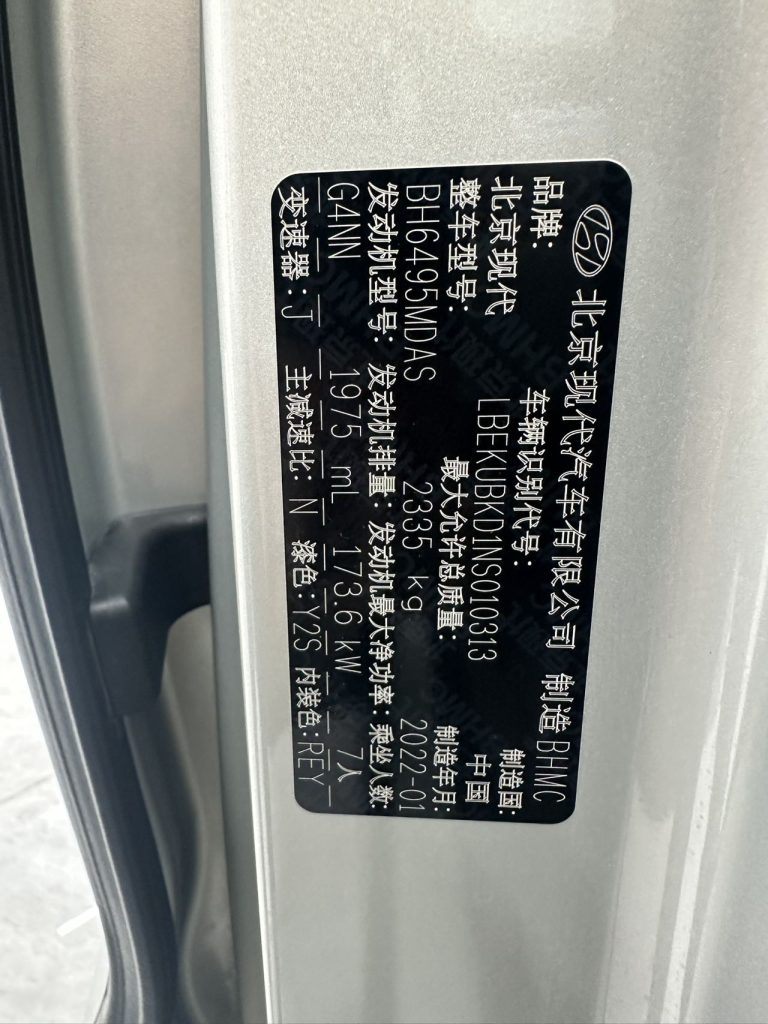 北京现代汽车有限公司 制造 BHMC
品牌: 车辆识别代号: 制造国:
北京现代 LBEKUBKD1NS010313 中国
整车型号: 最大允许总质量: 制造年月:
BH6495MDAS 2335 kg 2022-01
发动机型号: 发动机排量: 发动机最大净功率: 乘坐人数:
G4NN 1975 mL 173.6 kW 7人
变速器: J 主减速比: N 漆色: Y2S 内装色: REY